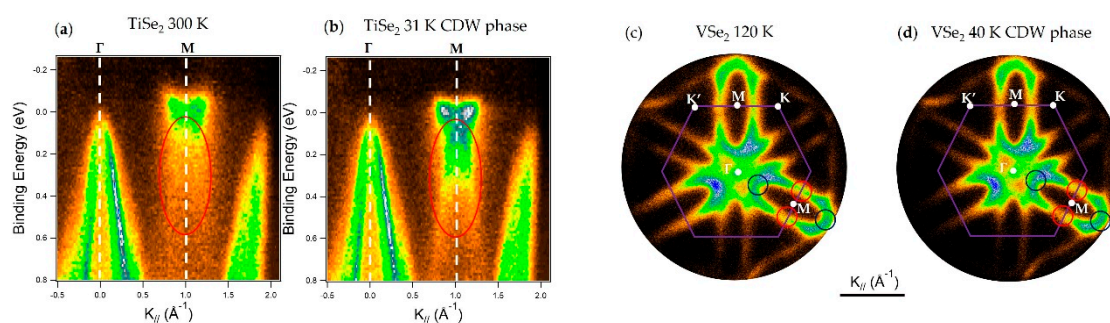 TiSe₂ 300 K
(a) Γ M
-0.2
0.0
0.2
0.4
0.6
0.8
Binding Energy (eV)
-0.5 0.0 0.5 1.0 1.5 2.0
K// (Å⁻¹)
TiSe₂ 31 K CDW phase
(b) Γ M
-0.2
0.0
0.2
0.4
0.6
0.8
Binding Energy (eV)
-0.5 0.0 0.5 1.0 1.5 2.0
K// (Å⁻¹)
(c) VSe₂ 120 K
K' M K
Γ
M
K// (Å⁻¹)
(d) VSe₂ 40 K CDW phase
K' M K
Γ
M